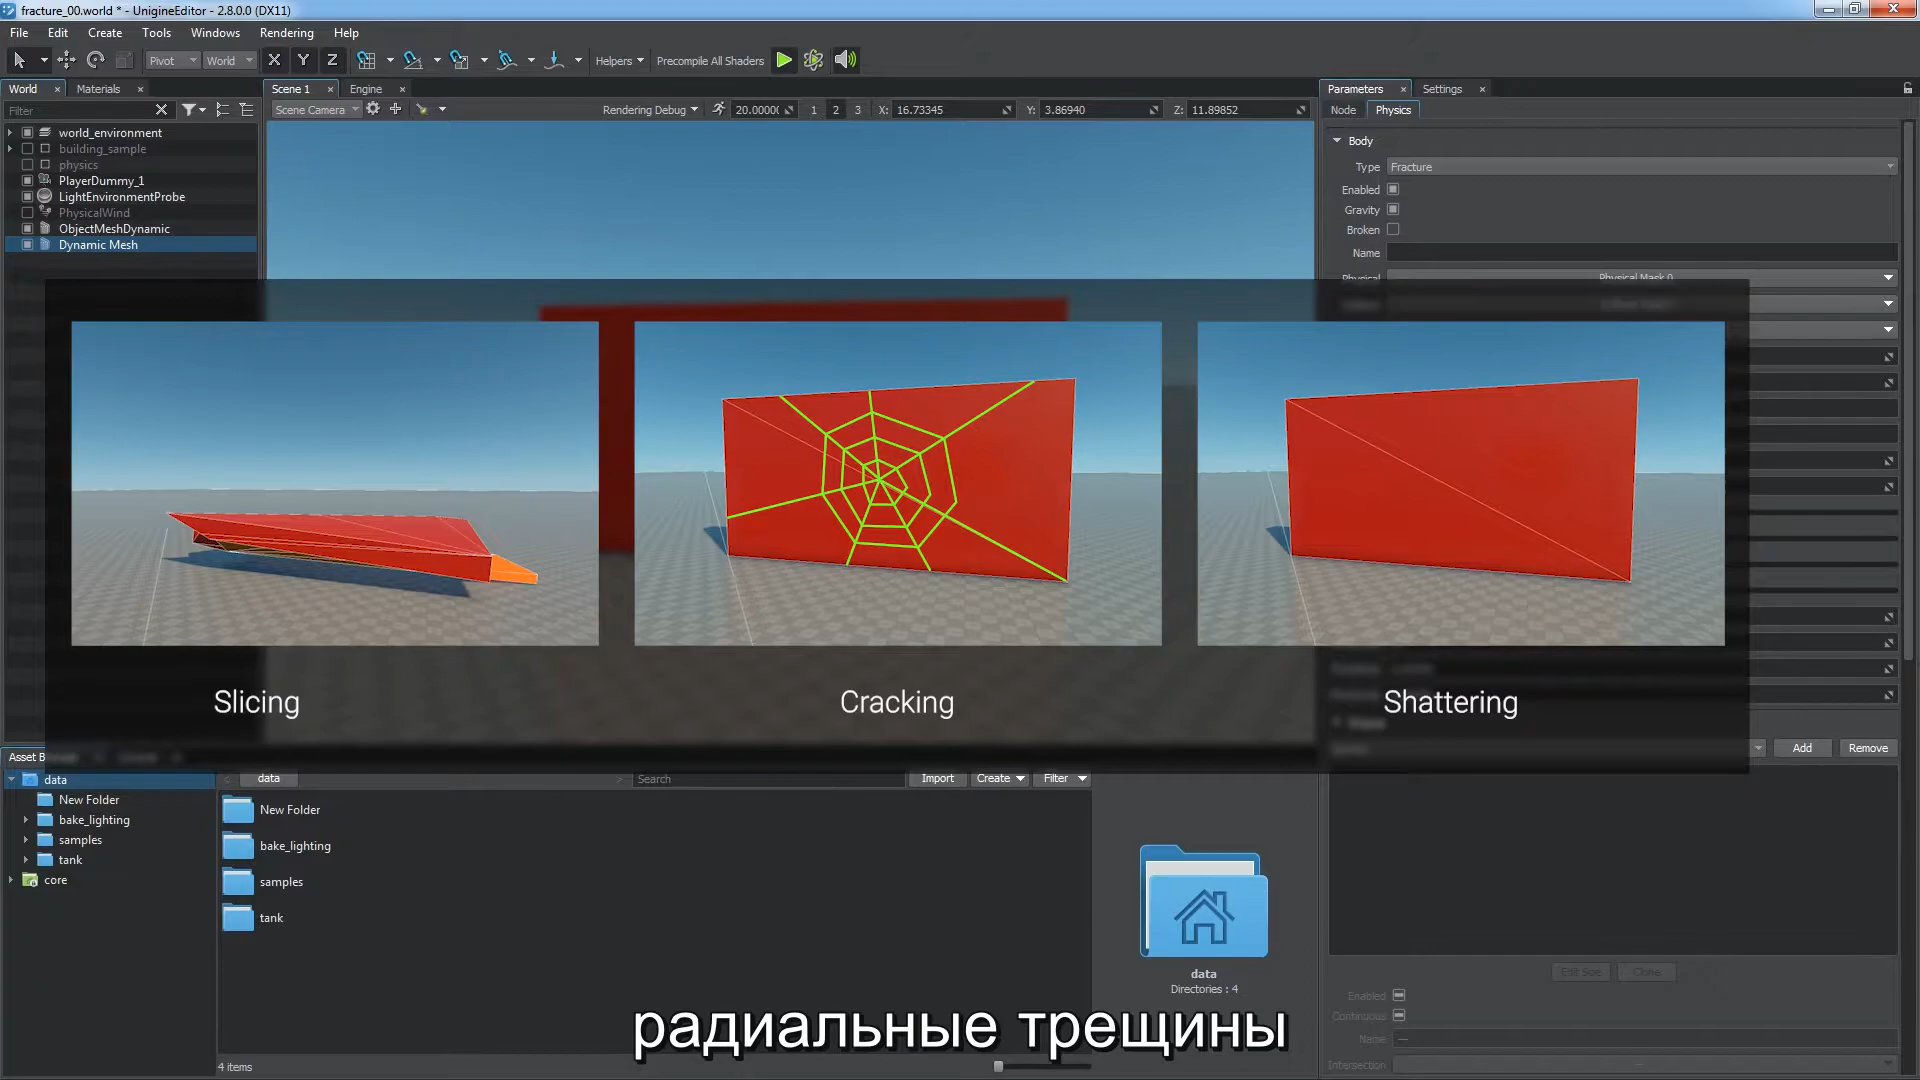 fracture_00.world * - UnigineEditor - 2.8.0.0 (DX11)
File Edit Create Tools Windows Rendering Help
Pivot World X Y Z Helpers Precompile All Shaders
World Materials Scene 1 Engine Parameters Settings
Filter Scene Camera Rendering Debug 20.0000 1 2 3 X: 16.73345 Y: 3.86940 Z: 11.89852 Node Physics
world_environment
building_sample
physics
PlayerDummy_1
LightEnvironmentProbe
PhysicalWind
ObjectMeshDynamic
Dynamic Mesh
Body
Type Fracture
Enabled
Gravity
Broken
Name
Physical Physical Mask 0
Slicing Cracking Shattering
Add Remove
Asset B
data
New Folder
bake_lighting
samples
tank
core
data Search Import Create Filter
New Folder
bake_lighting
samples
tank
data
Directories : 4
Edit Size Clone
Enabled
Continuous
Name
Intersection
4 items
радиальные трещины